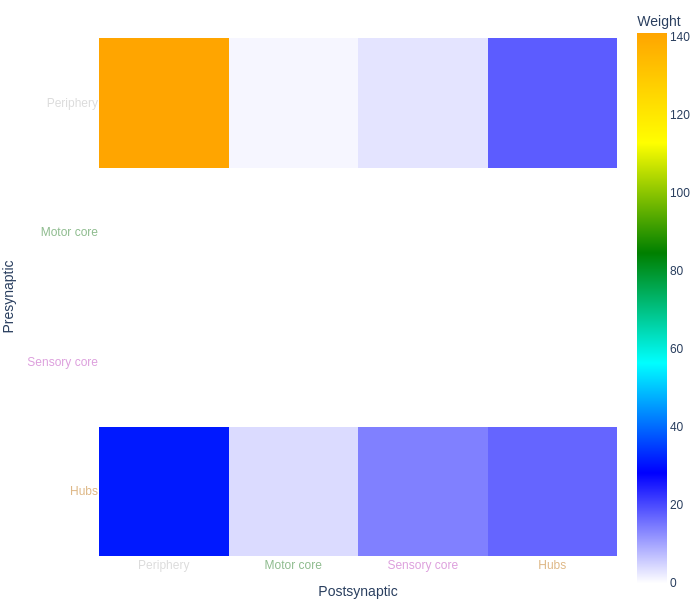 Weight
140
120
100
80
60
40
20
0
Presynaptic
Periphery
Motor core
Sensory core
Hubs
Periphery
Motor core
Sensory core
Hubs
Postsynaptic